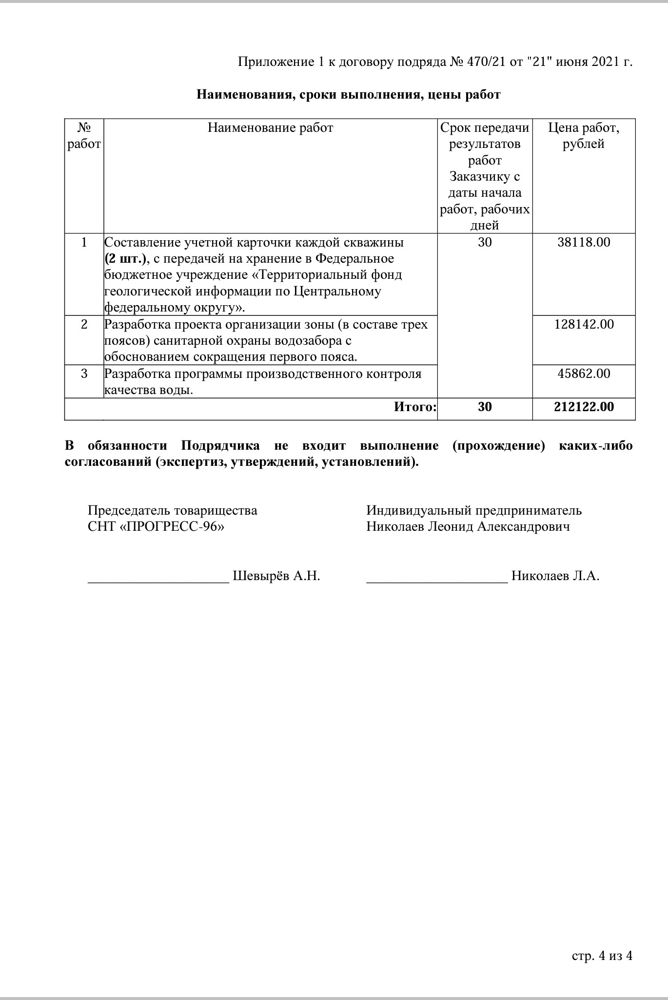 Приложение 1 к договору подряда № 470/21 от "21" июня 2021 г.
Наименования, сроки выполнения, цены работ
№
работ
Наименование работ
Срок передачи
результатов
работ
Заказчику с
даты начала
работ, рабочих
дней
Цена работ,
рублей
1
Составление учетной карточки каждой скважины
(2 шт.), с передачей на хранение в Федеральное
бюджетное учреждение «Территориальный фонд
геологической информации по Центральному
федеральному округу».
30
38118.00
2
Разработка проекта организации зоны (в составе трех
поясов) санитарной охраны водозабора с
обоснованием сокращения первого пояса.
128142.00
3
Разработка программы производственного контроля
качества воды.
45862.00
Итого:
30
212122.00
В обязанности Подрядчика не входит выполнение (прохождение) каких-либо
согласований (экспертиз, утверждений, установлений).
Председатель товарищества
СНТ «ПРОГРЕСС-96»
Индивидуальный предприниматель
Николаев Леонид Александрович
____________________ Шевырёв А.Н.
____________________ Николаев Л.А.
стр. 4 из 4